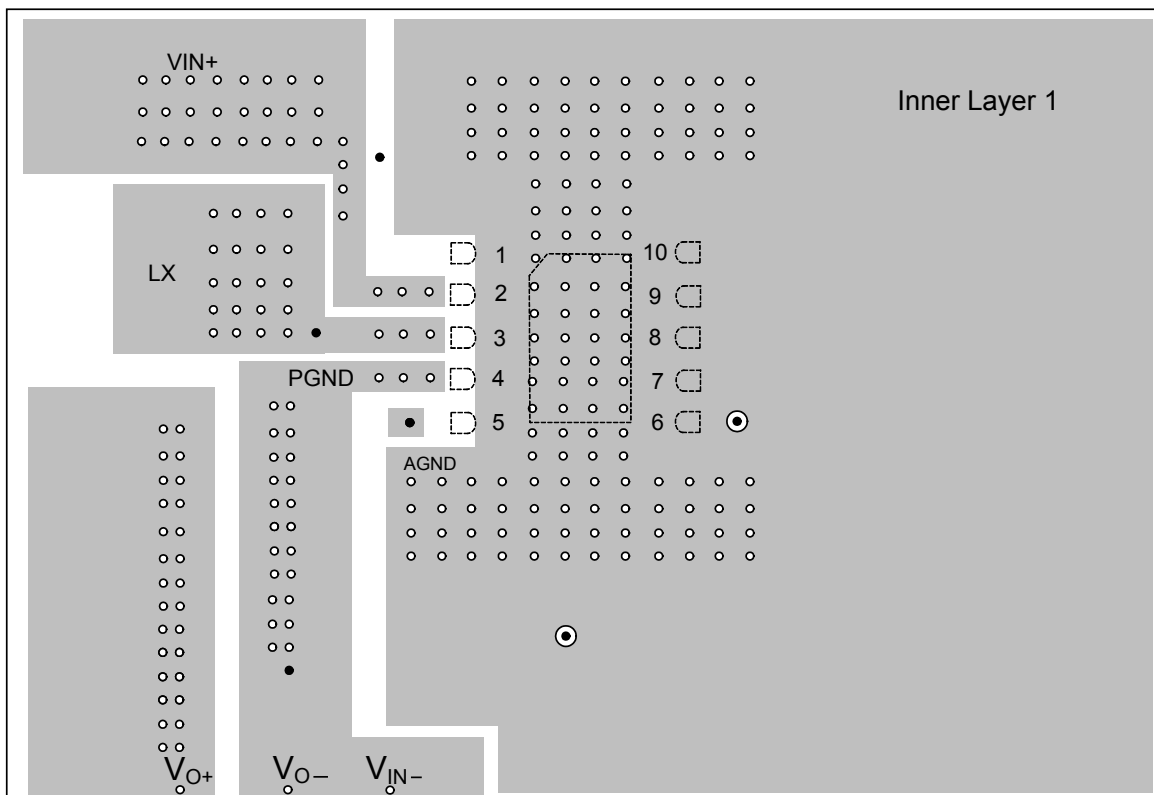 VIN+
Inner Layer 1
LX
1
10
2
9
3
8
PGND
4
7
5
6
AGND
VO+
VO–
VIN–